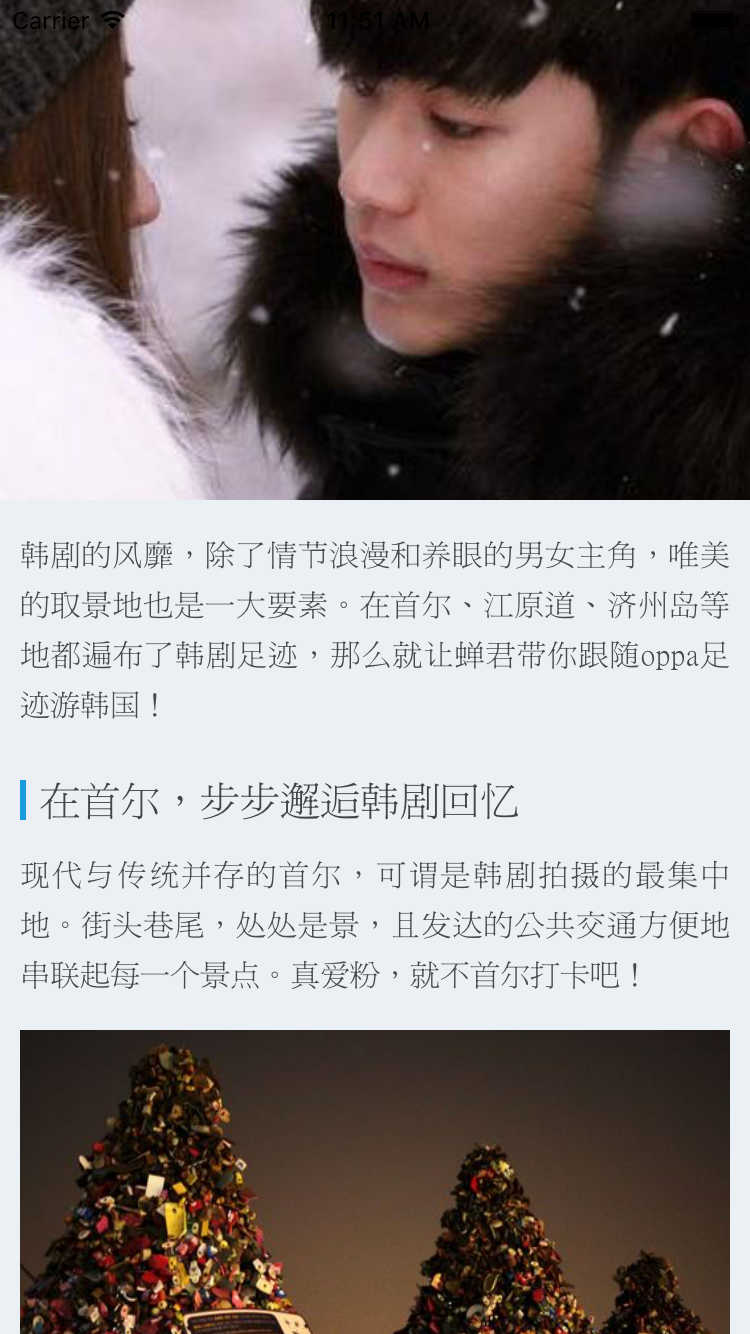 Carrier 11:51 AM
韩剧的风靡，除了情节浪漫和养眼的男女主角，唯美
的取景地也是一大要素。在首尔、江原道、济州岛等
地都遍布了韩剧足迹，那么就让蝉君带你跟随oppa足
迹游韩国！
在首尔，步步邂逅韩剧回忆
现代与传统并存的首尔，可谓是韩剧拍摄的最集中
地。街头巷尾，处处是景，且发达的公共交通方便地
串联起每一个景点。真爱粉，就不首尔打卡吧！